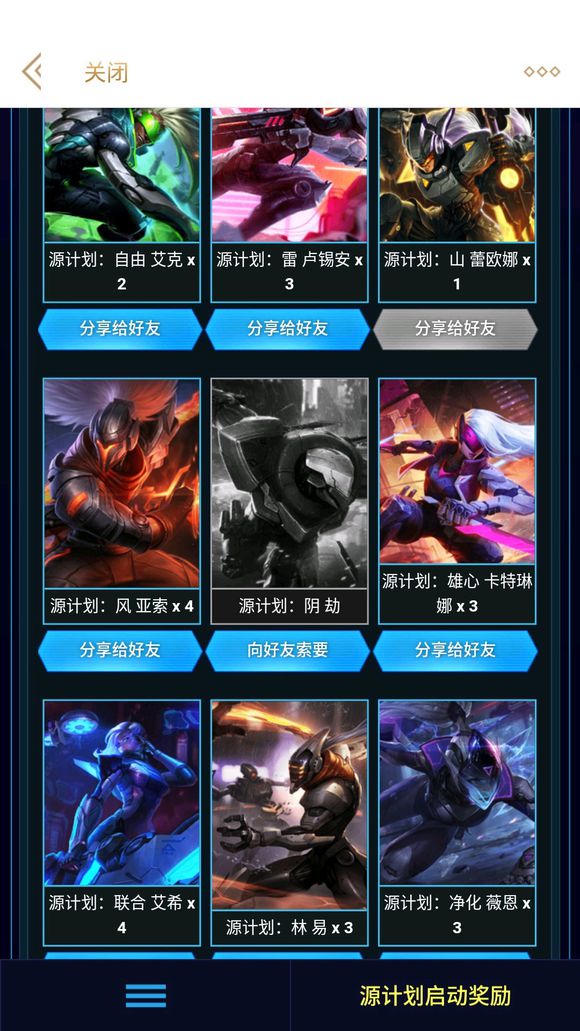 关闭
源计划：自由 艾克 x
2
源计划：雷 卢锡安 x
3
源计划：山 蕾欧娜 x
1
分享给好友
分享给好友
分享给好友
源计划：风 亚索 x 4
源计划：阴 劫
源计划：雄心 卡特琳
娜 x 3
分享给好友
向好友索要
分享给好友
源计划：联合 艾希 x
4
源计划：林 易 x 3
源计划：净化 薇恩 x
3
源计划启动奖励